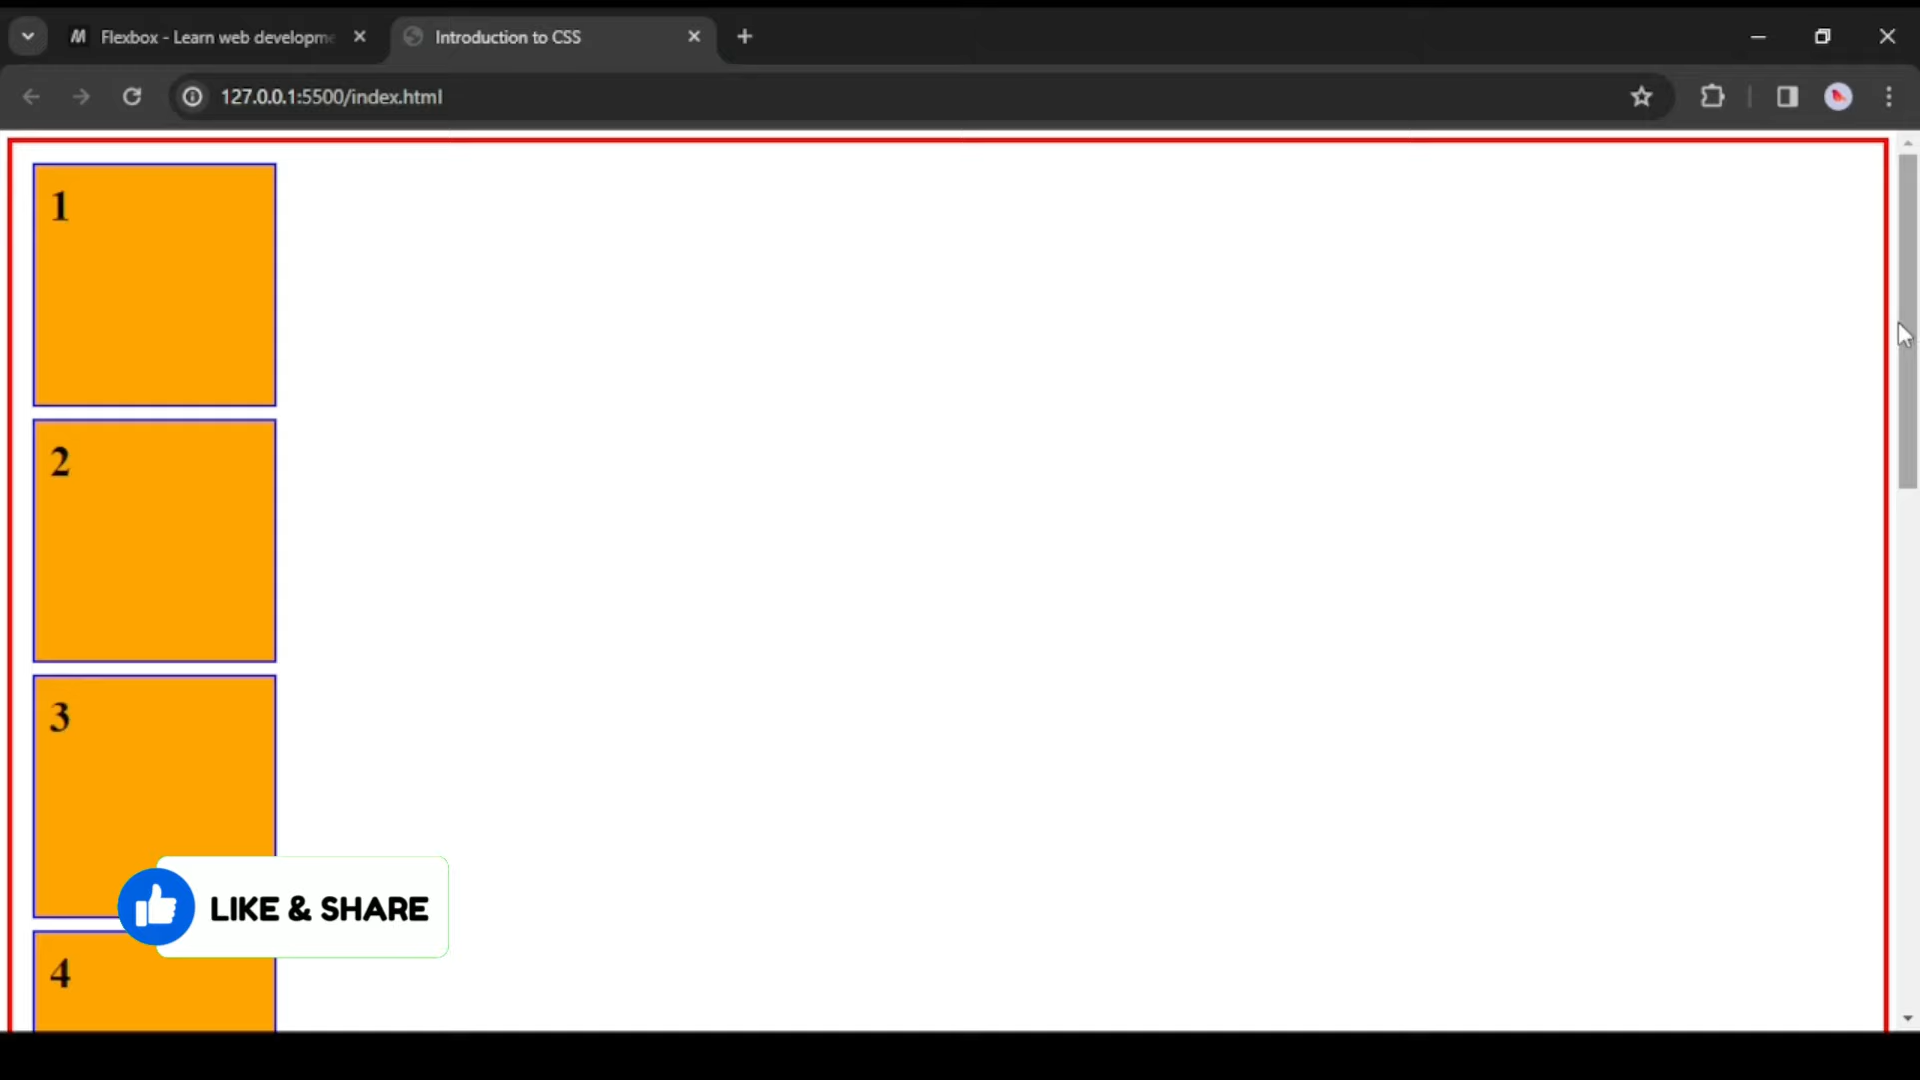 Flexbox - Learn web developme
Introduction to CSS
127.0.0.1:5500/index.html
1
2
3
LIKE & SHARE
4